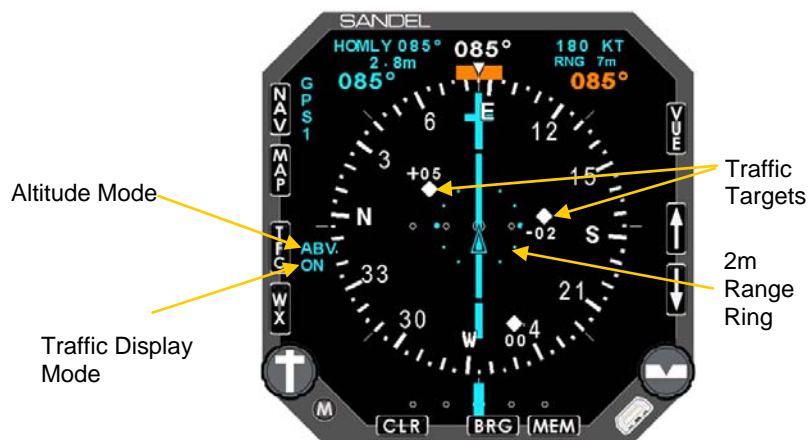 SANDEL
HOMLY 085° 085° 180 KT
2.8m RNG 7m
085° 085°
GPS1
NAV
VUE
MAP
E
6 12
3 15
+05
Traffic Targets
Altitude Mode
N S
-02
TFC
ABV
ON
2m Range Ring
33 21
WX
30 W 00 4
Traffic Display Mode
M
CLR BRG MEM